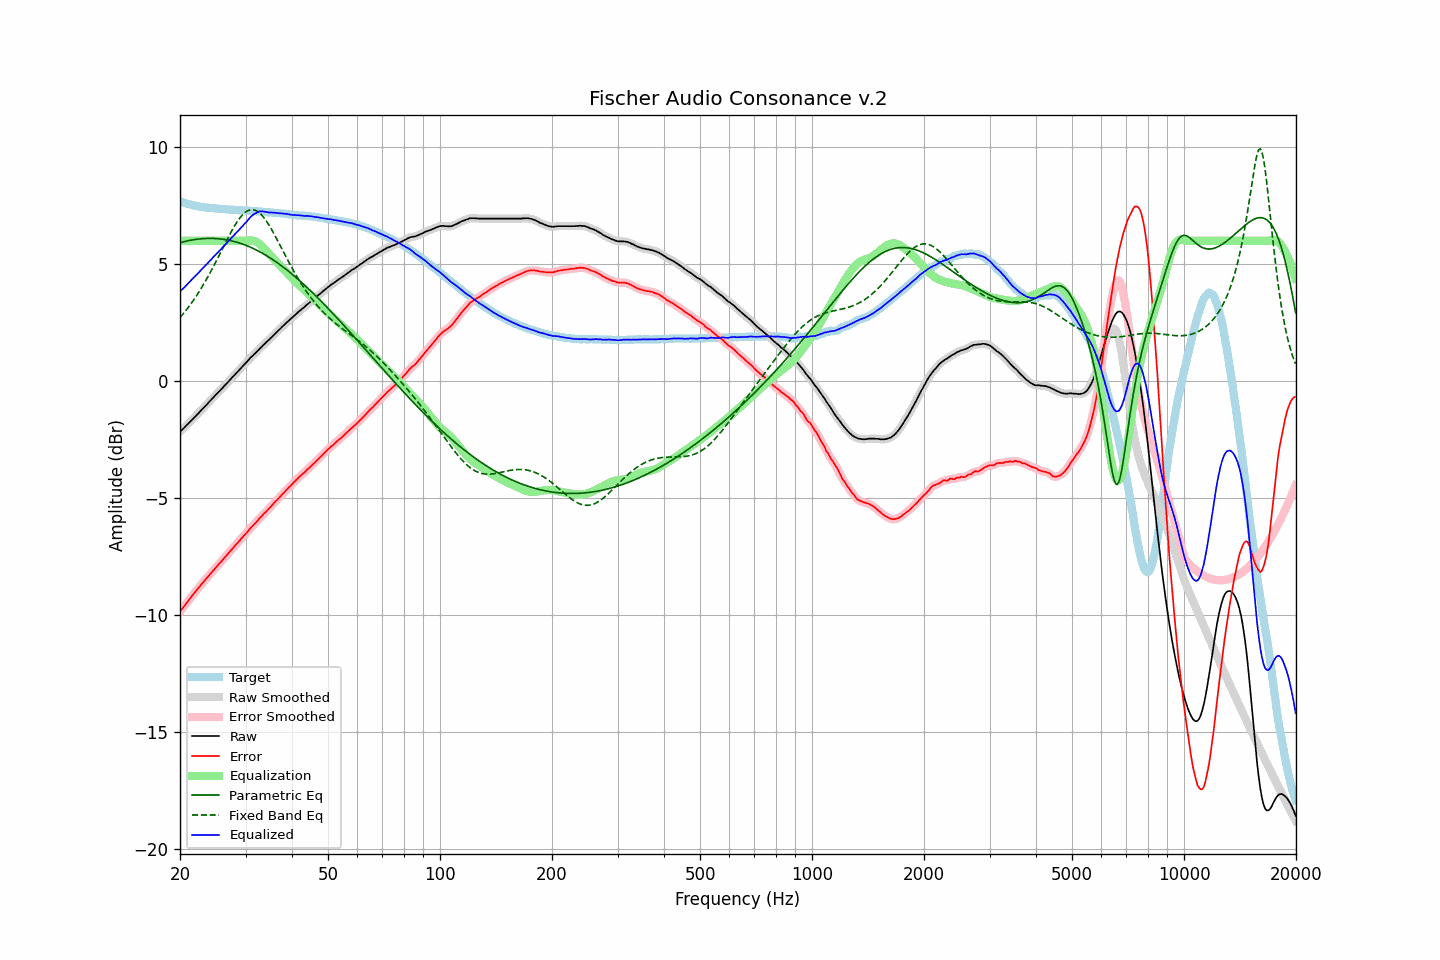 Fischer Audio Consonance v.2
Amplitude (dBr)
10
5
0
−5
−10
−15
−20
Target
Raw Smoothed
Error Smoothed
Raw
Error
Equalization
Parametric Eq
Fixed Band Eq
Equalized
20 50 100 200 500 1000 2000 5000 10000 20000
Frequency (Hz)